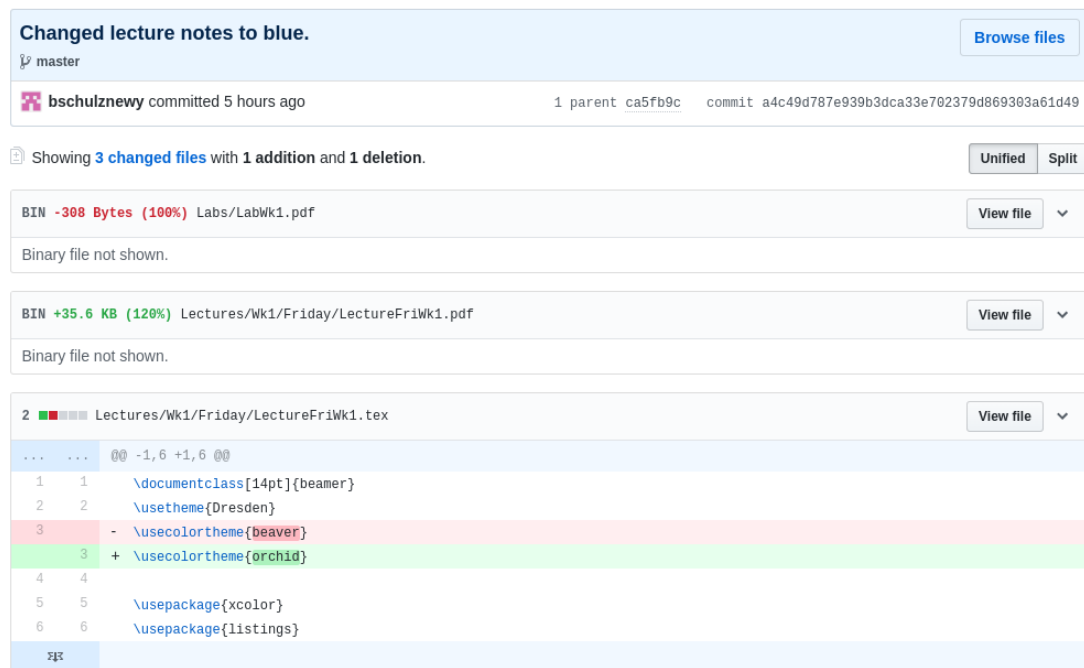 Changed lecture notes to blue.
Browse files
master
bschulznewy committed 5 hours ago
1 parent ca5fb9c commit a4c49d787e939b3dca33e702379d869303a61d49
Showing 3 changed files with 1 addition and 1 deletion.
Unified Split
BIN -308 Bytes (100%) Labs/LabWk1.pdf
View file
Binary file not shown.
BIN +35.6 KB (120%) Lectures/Wk1/Friday/LectureFriWk1.pdf
View file
Binary file not shown.
2 Lectures/Wk1/Friday/LectureFriWk1.tex
View file
... ... @@ -1,6 +1,6 @@
1 1 \documentclass[14pt]{beamer}
2 2 \usetheme{Dresden}
3 - \usecolortheme{beaver}
3 + \usecolortheme{orchid}
4 4
5 5 \usepackage{xcolor}
6 6 \usepackage{listings}